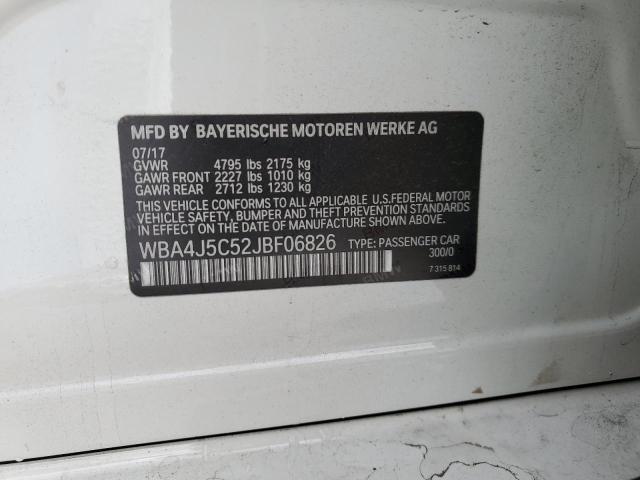 MFD BY BAYERISCHE MOTOREN WERKE AG
07/17
GVWR 4795 lbs 2175 kg
GAWR FRONT 2227 lbs 1010 kg
GAWR REAR 2712 lbs 1230 kg
THIS VEHICLE CONFORMS TO ALL APPLICABLE U.S.FEDERAL MOTOR
VEHICLE SAFETY, BUMPER, AND THEFT PREVENTION STANDARDS IN
EFFECT ON THE DATE OF MANUFACTURE SHOWN ABOVE.
WBA4J5C52JBF06826 TYPE: PASSENGER CAR
300/0
7 315 814